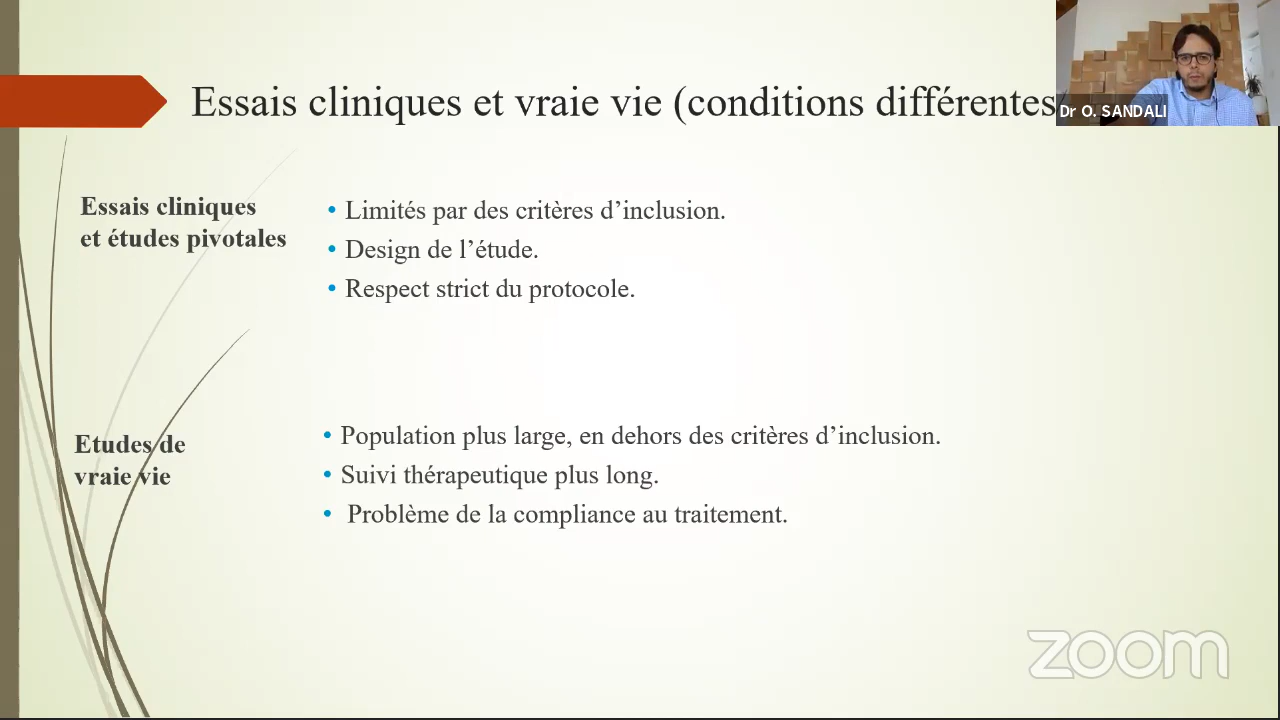 Essais cliniques et vraie vie (conditions différentes
Dr O. SANDALI
Essais cliniques
et études pivotales
• Limités par des critères d’inclusion.
• Design de l’étude.
• Respect strict du protocole.
Etudes de
vraie vie
• Population plus large, en dehors des critères d’inclusion.
• Suivi thérapeutique plus long.
• Problème de la compliance au traitement.
zoom